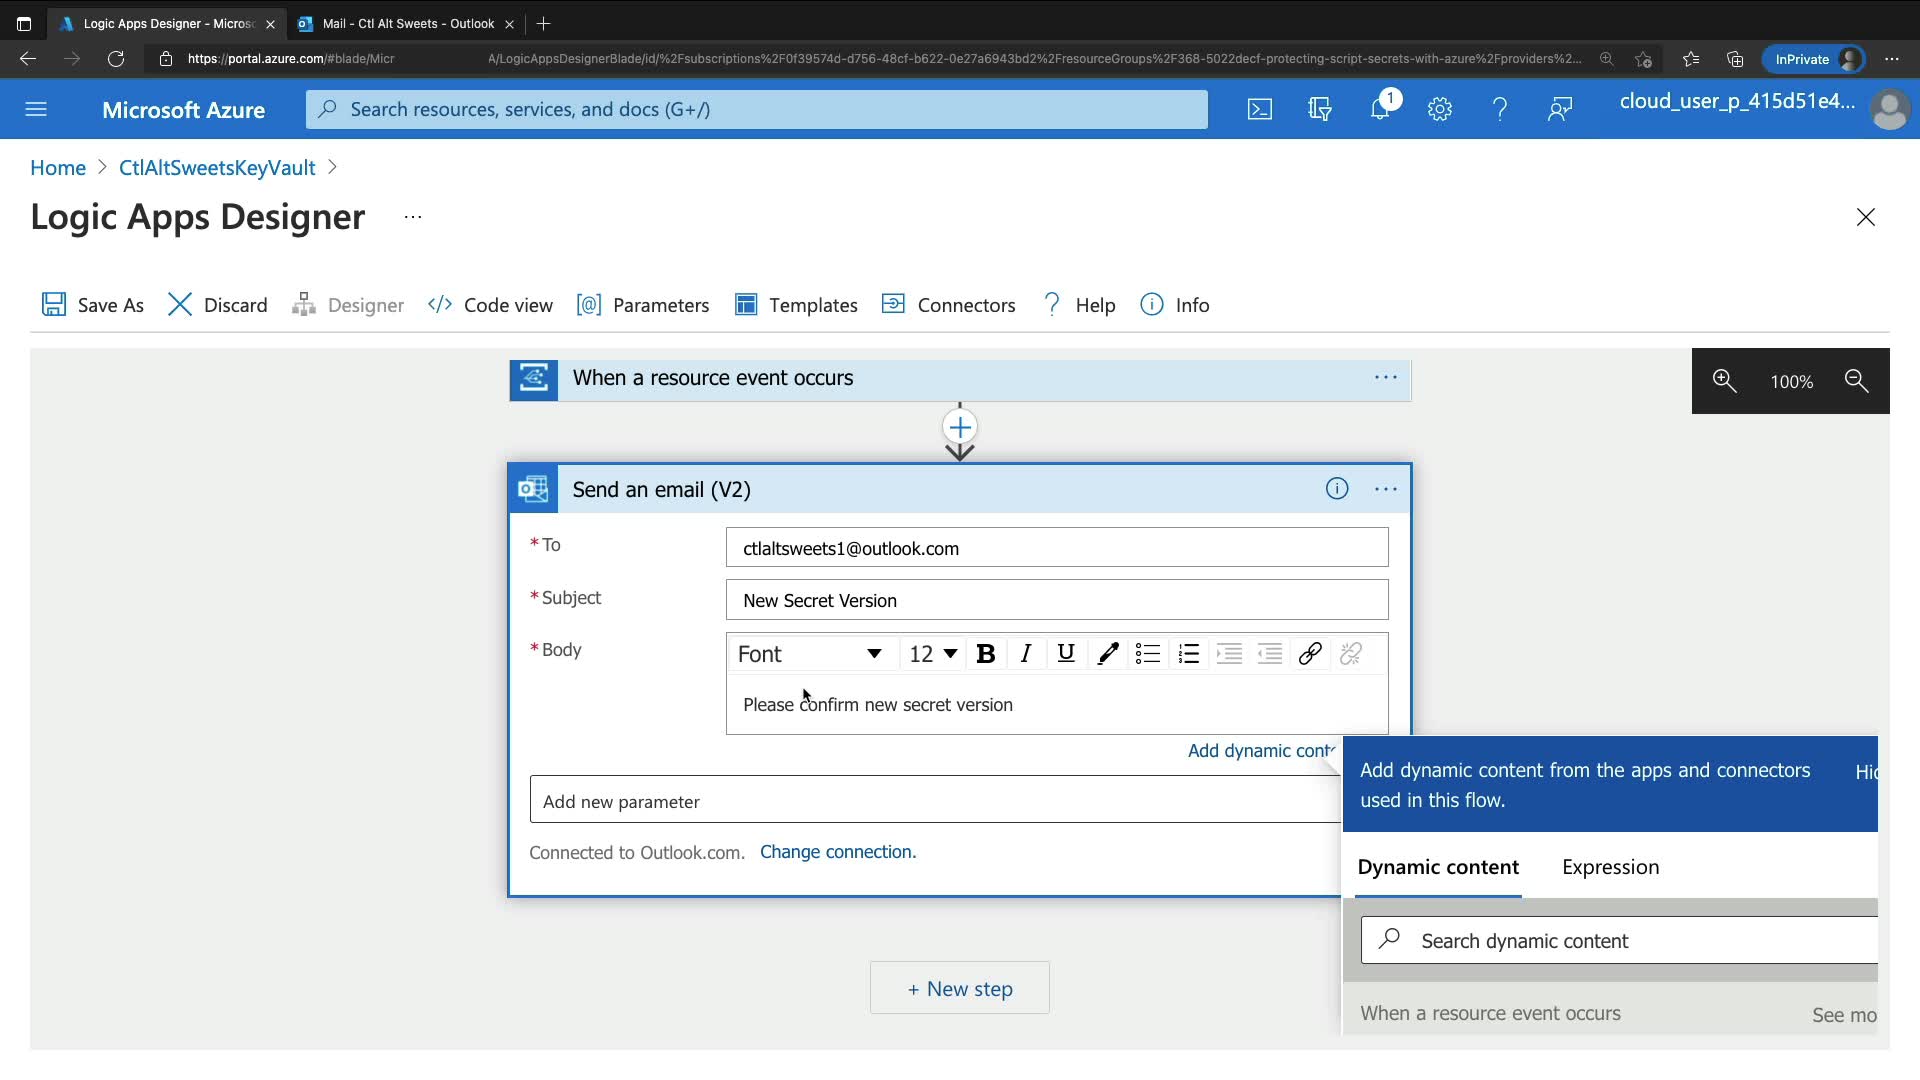 Logic Apps Designer - Micros
Mail - Ctl Alt Sweets - Outlook
https://portal.azure.com/#blade/Micr A/LogicAppsDesignerBlade/id/%2Fsubscriptions%2F0f39574d-d756-48cf-b622-0e27a6943bd2%2FresourceGroups%2F368-5022decf-protecting-script-secrets-with-azure%2Fproviders%2...
InPrivate
Microsoft Azure
Search resources, services, and docs (G+/)
1
cloud_user_p_415d51e4...
Home > CtlAltSweetsKeyVault >
Logic Apps Designer ...
Save As Discard Designer Code view Parameters Templates Connectors Help Info
When a resource event occurs
100%
Send an email (V2)
* To
ctlaltsweets1@outlook.com
* Subject
New Secret Version
* Body
Font 12 B I U
Please confirm new secret version
Add dynamic conte
Add new parameter
Connected to Outlook.com. Change connection.
+ New step
Add dynamic content from the apps and connectors
used in this flow.
Hid
Dynamic content Expression
Search dynamic content
When a resource event occurs See mo